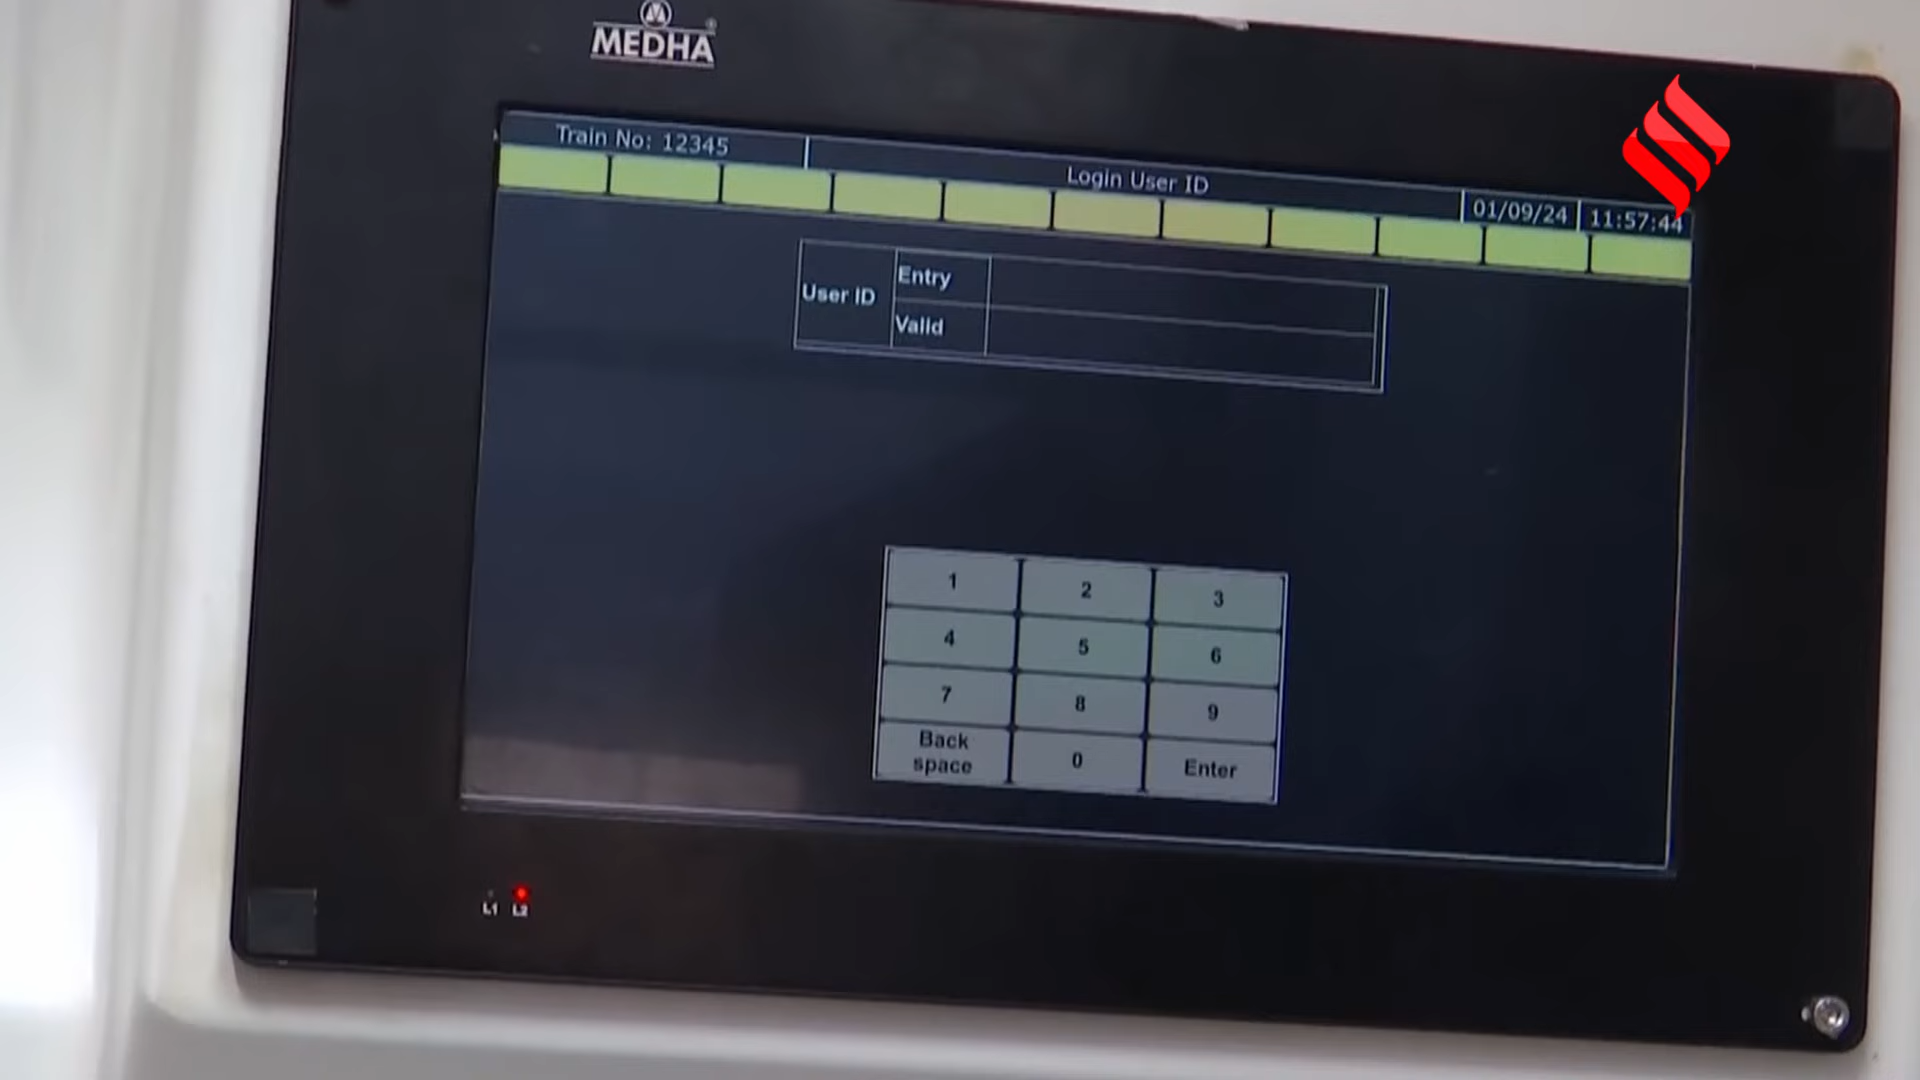 MEDHA
Train No: 12345
Login User ID
01/09/24
11:57:44
User ID
Entry
Valid
1 2 3
4 5 6
7 8 9
Back space 0 Enter
L1 L2